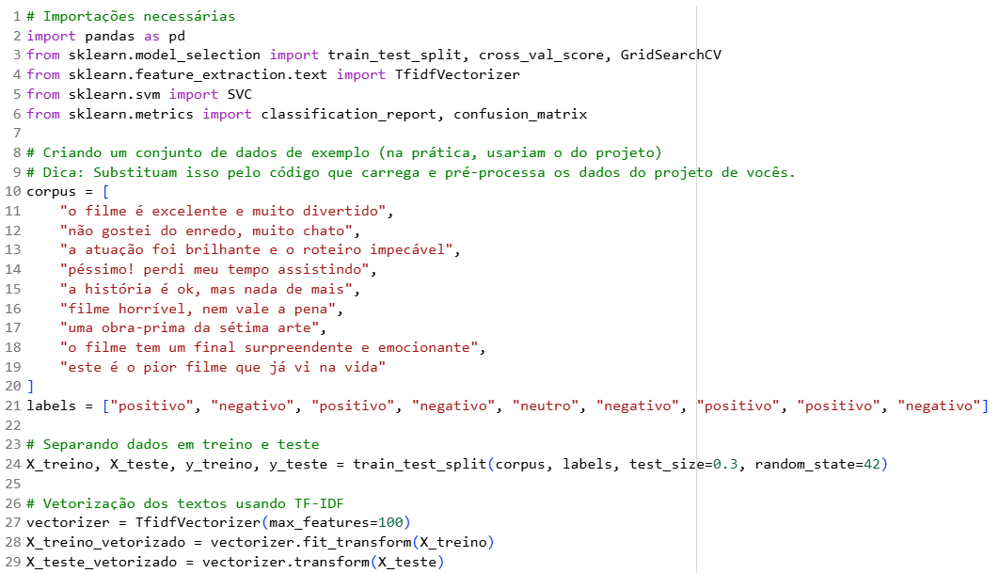 1 # Importações necessárias
2 import pandas as pd
3 from sklearn.model_selection import train_test_split, cross_val_score, GridSearchCV
4 from sklearn.feature_extraction.text import TfidfVectorizer
5 from sklearn.svm import SVC
6 from sklearn.metrics import classification_report, confusion_matrix
7
8 # Criando um conjunto de dados de exemplo (na prática, usariam o do projeto)
9 # Dica: Substituam isso pelo código que carrega e pré-processa os dados do projeto de vocês.
10 corpus = [
11     "o filme é excelente e muito divertido",
12     "não gostei do enredo, muito chato",
13     "a atuação foi brilhante e o roteiro impecável",
14     "péssimo! perdi meu tempo assistindo",
15     "a história é ok, mas nada de mais",
16     "filme horrível, nem vale a pena",
17     "uma obra-prima da sétima arte",
18     "o filme tem um final surpreendente e emocionante",
19     "este é o pior filme que já vi na vida"
20 ]
21 labels = ["positivo", "negativo", "positivo", "negativo", "neutro", "negativo", "positivo", "positivo", "negativo"]
22
23 # Separando dados em treino e teste
24 X_treino, X_teste, y_treino, y_teste = train_test_split(corpus, labels, test_size=0.3, random_state=42)
25
26 # Vetorização dos textos usando TF-IDF
27 vectorizer = TfidfVectorizer(max_features=100)
28 X_treino_vetorizado = vectorizer.fit_transform(X_treino)
29 X_teste_vetorizado = vectorizer.transform(X_teste)